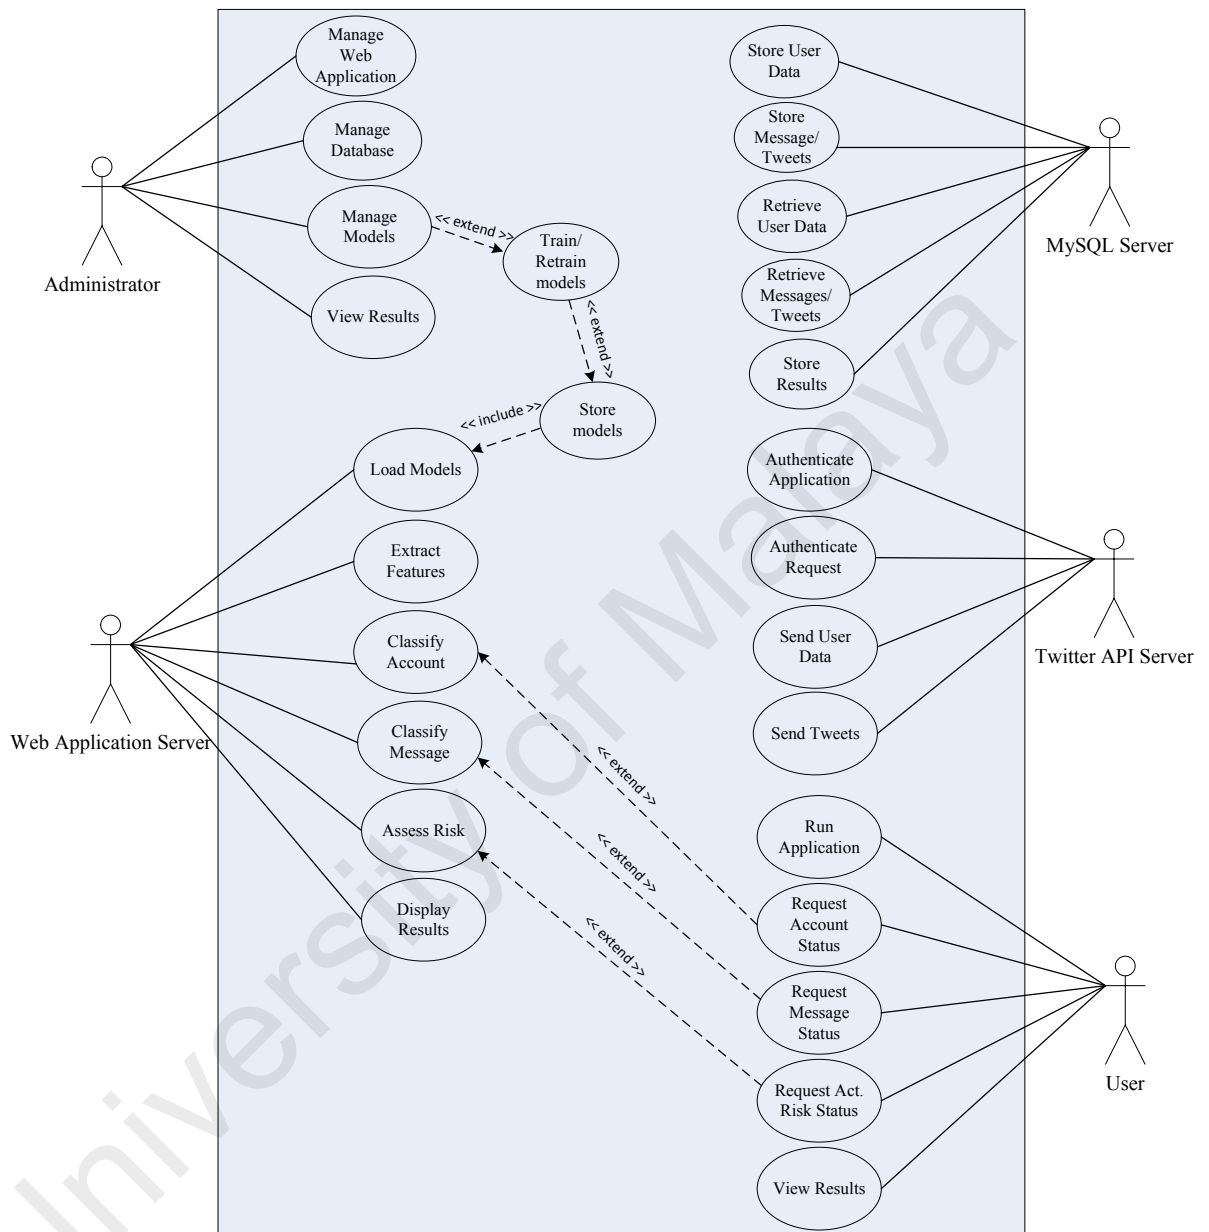 Manage
Web
Application
Manage
Database
Manage
Models
<< extend >>
Train/
Retrain
models
View Results
Administrator
<< extend >>
Store
models
<< include >>
Load Models
Extract
Features
Classify
Account
Classify
Message
Assess Risk
Display
Results
Web Application Server
Store User
Data
Store
Message/
Tweets
Retrieve
User Data
Retrieve
Messages/
Tweets
Store
Results
MySQL Server
Authenticate
Application
Authenticate
Request
Send User
Data
Send Tweets
Twitter API Server
<< extend >>
<< extend >>
<< extend >>
Run
Application
Request
Account
Status
Request
Message
Status
Request Act.
Risk Status
View Results
User
University of Malaya